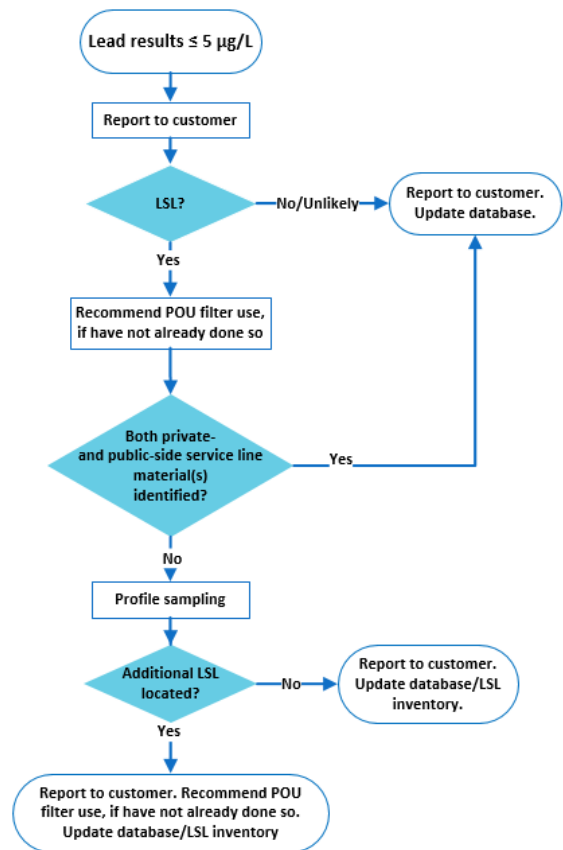 Lead results ≤ 5 µg/L
Report to customer
LSL?
No/Unlikely
Report to customer.
Update database.
Yes
Recommend POU filter use,
if have not already done so
Both private-
and public-side service line
material(s)
identified?
Yes
No
Profile sampling
Additional LSL
located?
No
Report to customer.
Update database/LSL
inventory.
Yes
Report to customer. Recommend POU
filter use, if have not already done so.
Update database/LSL inventory